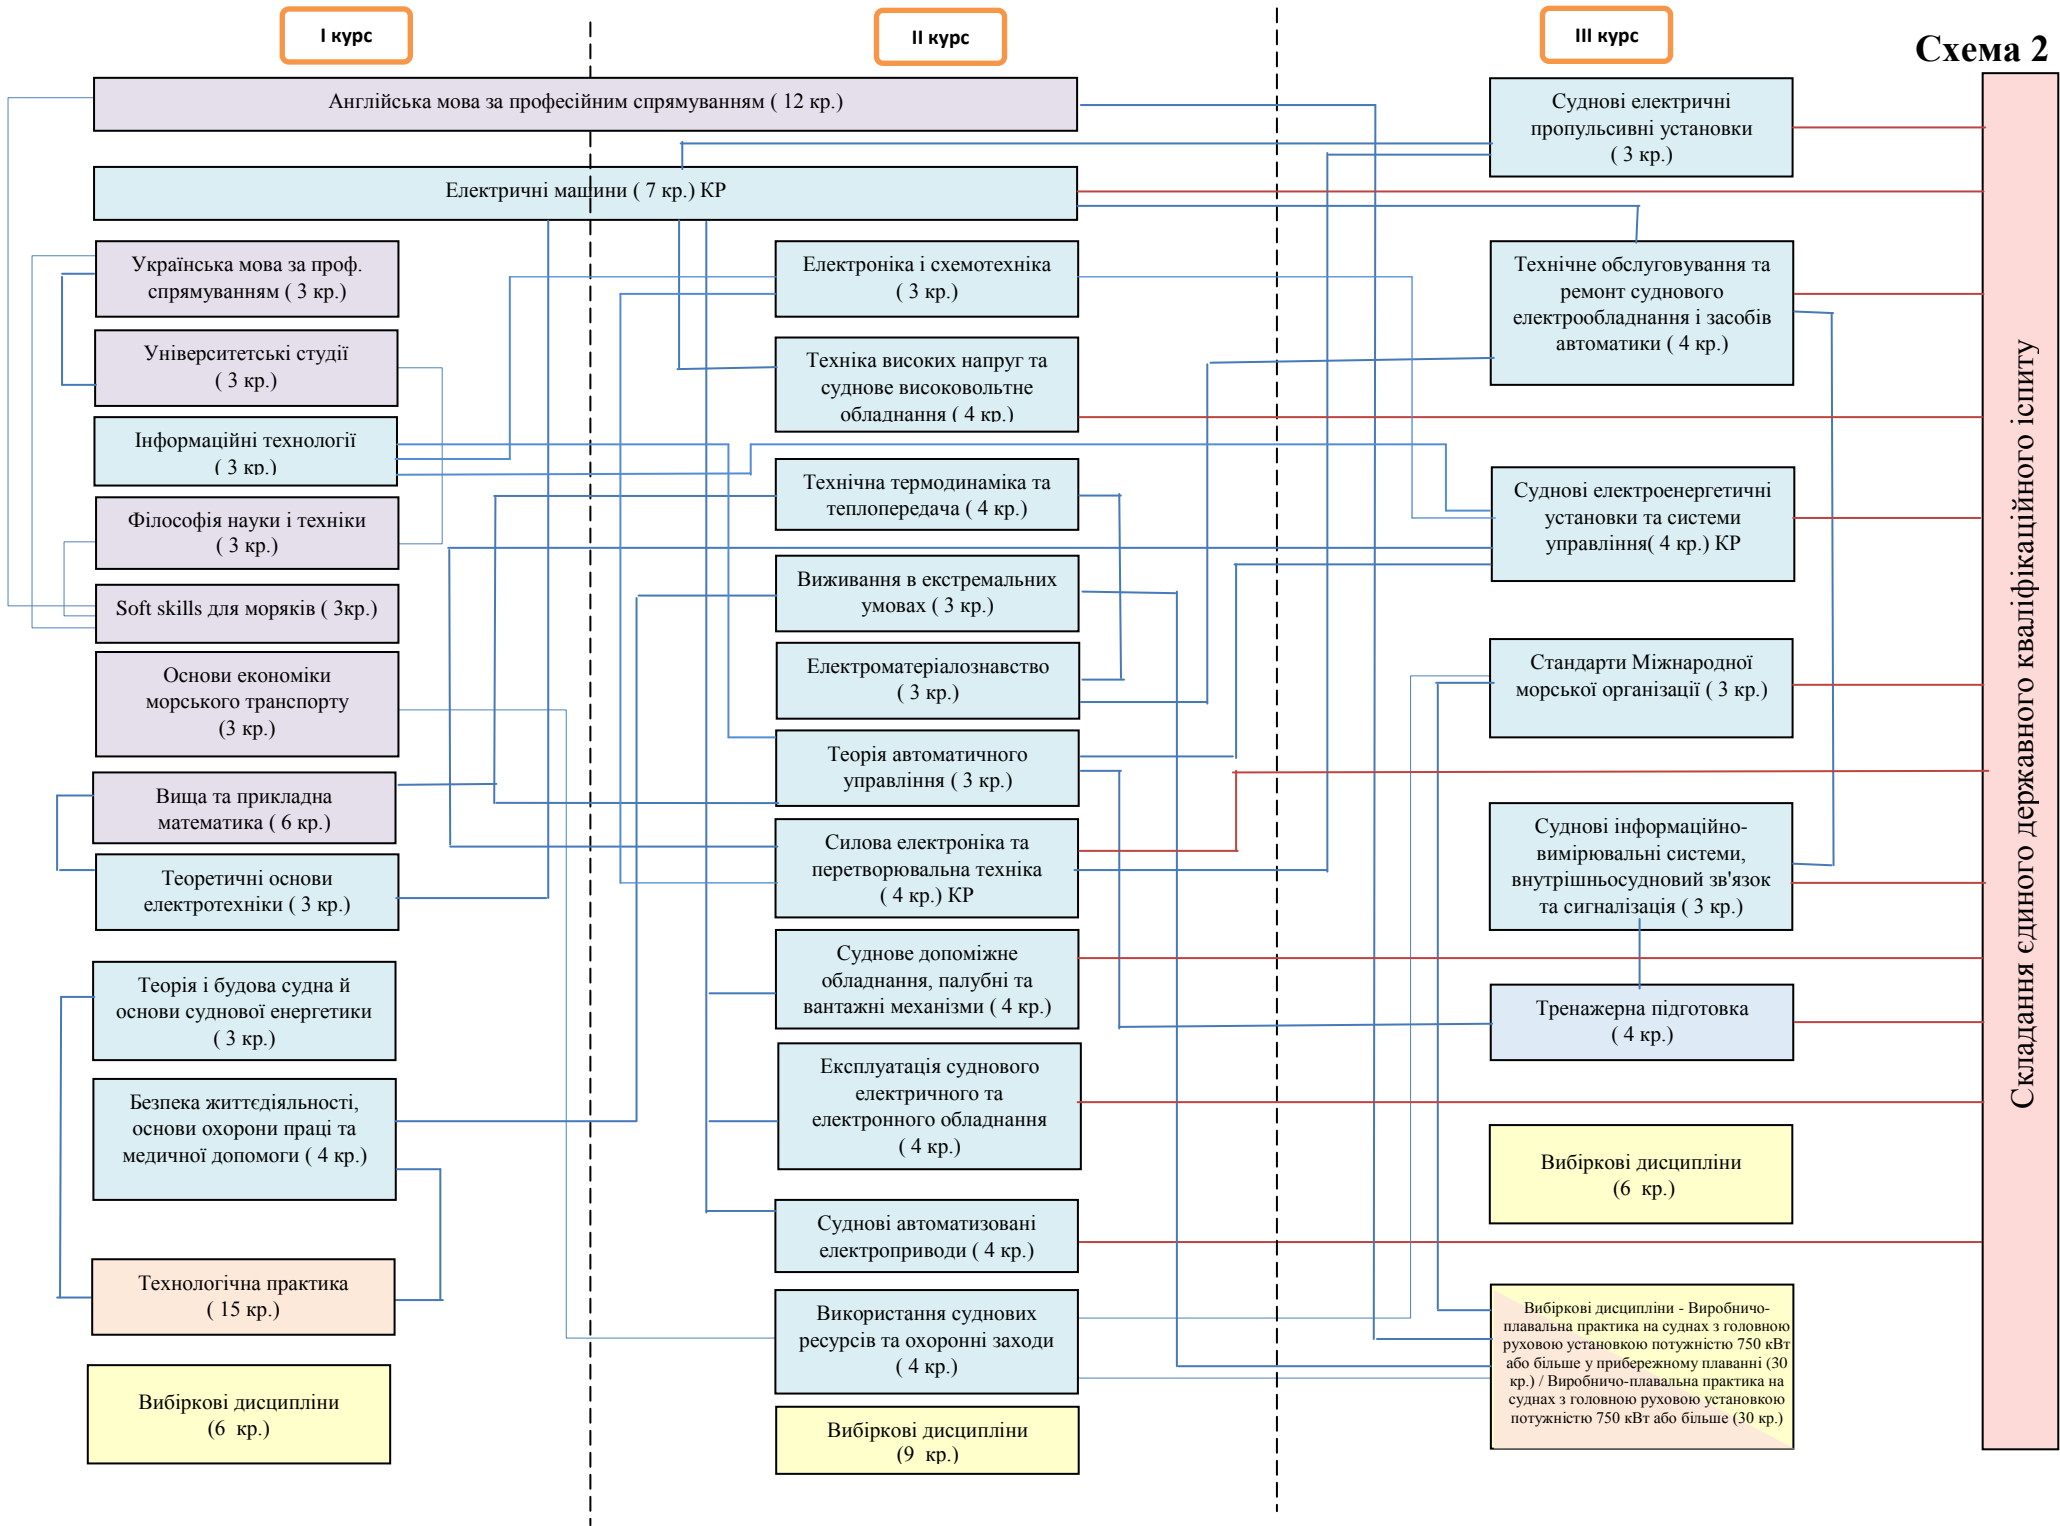 І курс
ІІ курс
ІІІ курс
Схема 2
Англійська мова за професійним спрямуванням ( 12 кр.)
Електричні машини ( 7 кр.) КР
Українська мова за проф.
спрямуванням ( 3 кр.)
Університетські студії
( 3 кр.)
Інформаційні технології
( 3 кр.)
Філософія науки і техніки
( 3 кр.)
Soft skills для моряків ( 3кр.)
Основи економіки
морського транспорту
(3 кр.)
Вища та прикладна
математика ( 6 кр.)
Теоретичні основи
електротехніки ( 3 кр.)
Теорія і будова судна й
основи суднової енергетики
( 3 кр.)
Безпека життєдіяльності,
основи охорони праці та
медичної допомоги ( 4 кр.)
Технологічна практика
( 15 кр.)
Вибіркові дисципліни
(6 кр.)
Електроніка і схемотехніка
( 3 кр.)
Техніка високих напруг та
суднове високовольтне
обладнання ( 4 кр.)
Технічна термодинаміка та
теплопередача ( 4 кр.)
Виживання в екстремальних
умовах ( 3 кр.)
Електроматеріалознавство
( 3 кр.)
Теорія автоматичного
управління ( 3 кр.)
Силова електроніка та
перетворювальна техніка
( 4 кр.) КР
Суднове допоміжне
обладнання, палубні та
вантажні механізми ( 4 кр.)
Експлуатація суднового
електричного та
електронного обладнання
( 4 кр.)
Суднові автоматизовані
електроприводи ( 4 кр.)
Використання суднових
ресурсів та охоронні заходи
( 4 кр.)
Вибіркові дисципліни
(9 кр.)
Суднові електричні
пропульсивні установки
( 3 кр.)
Технічне обслуговування та
ремонт суднового
електрообладнання і засобів
автоматики ( 4 кр.)
Суднові електроенергетичні
установки та системи
управління( 4 кр.) КР
Стандарти Міжнародної
морської організації ( 3 кр.)
Суднові інформаційно-
вимірювальні системи,
внутрішньосудновий зв'язок
та сигналізація ( 3 кр.)
Тренажерна підготовка
( 4 кр.)
Вибіркові дисципліни
(6 кр.)
Вибіркові дисципліни - Виробничо-
плавальна практика на суднах з головною
руховою установкою потужністю 750 кВт
або більше у прибережному плаванні (30
кр.) / Виробничо-плавальна практика на
суднах з головною руховою установкою
потужністю 750 кВт або більше (30 кр.)
Складання єдиного державного кваліфікаційного іспиту